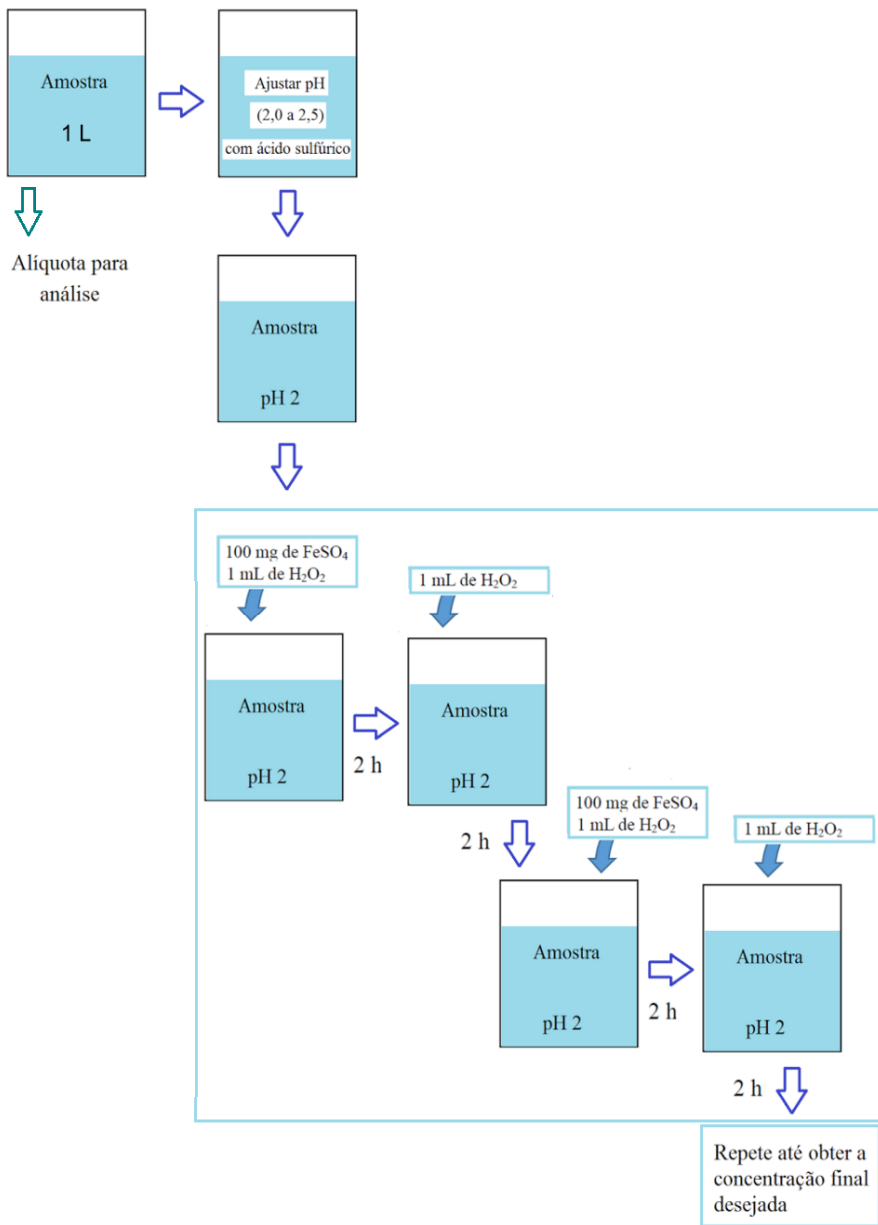 Amostra
1 L
Ajustar pH
(2,0 a 2,5)
com ácido sulfúrico
Alíquota para
análise
Amostra
pH 2
100 mg de FeSO₄
1 mL de H₂O₂
1 mL de H₂O₂
Amostra
pH 2
2 h
Amostra
pH 2
2 h
100 mg de FeSO₄
1 mL de H₂O₂
1 mL de H₂O₂
Amostra
pH 2
2 h
Amostra
pH 2
2 h
Repete até obter a
concentração final
desejada